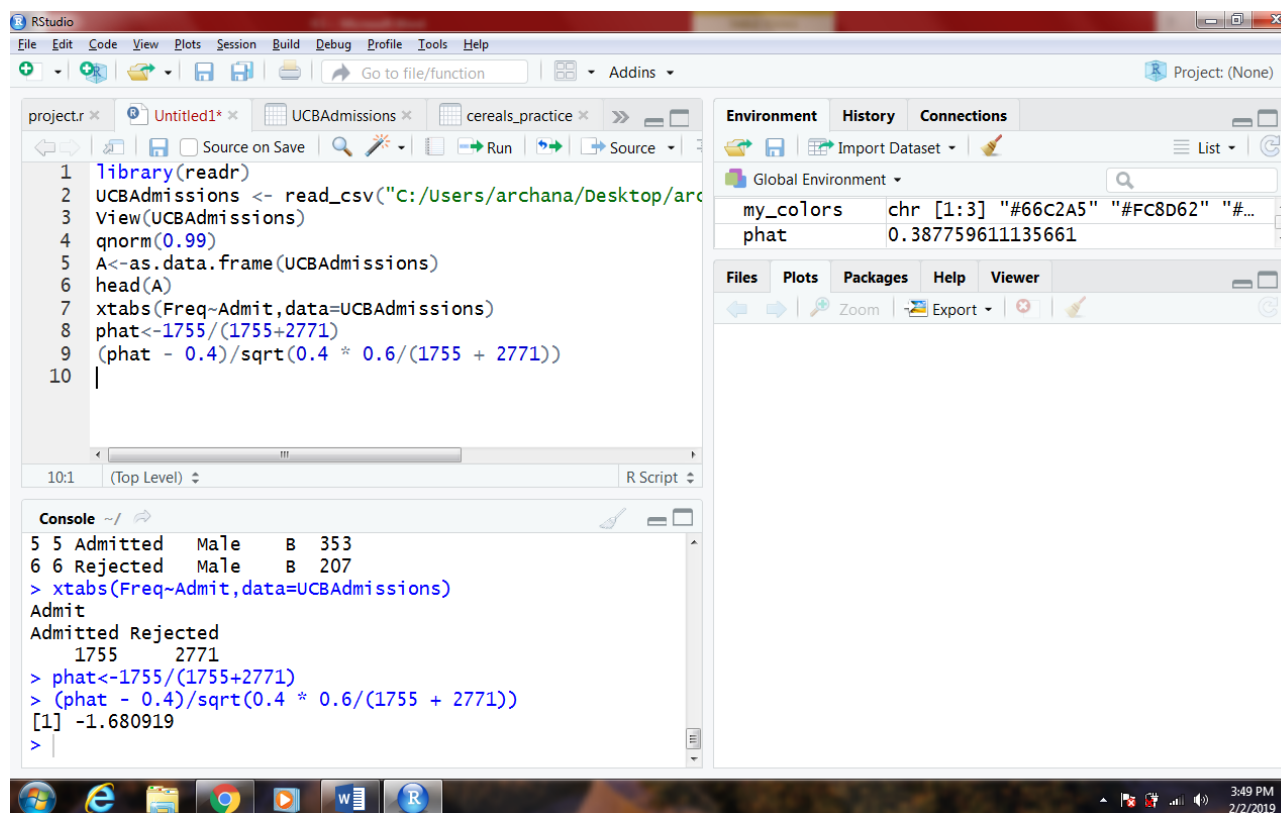 RStudio
File Edit Code View Plots Session Build Debug Profile Tools Help
Go to file/function Addins Project: (None)
project.r Untitled1* UCBAdmissions cereals_practice
Source on Save Run Source
1 library(readr)
2 UCBAdmissions <- read_csv("C:/Users/archana/Desktop/arc
3 View(UCBAdmissions)
4 qnorm(0.99)
5 A<-as.data.frame(UCBAdmissions)
6 head(A)
7 xtabs(Freq~Admit,data=UCBAdmissions)
8 phat<-1755/(1755+2771)
9 (phat - 0.4)/sqrt(0.4 * 0.6/(1755 + 2771))
10
10:1 (Top Level) R Script
Console ~/
5 5 Admitted Male B 353
6 6 Rejected Male B 207
> xtabs(Freq~Admit,data=UCBAdmissions)
Admit
Admitted Rejected
1755 2771
> phat<-1755/(1755+2771)
> (phat - 0.4)/sqrt(0.4 * 0.6/(1755 + 2771))
[1] -1.680919
>
Environment History Connections
Import Dataset List
Global Environment
my_colors chr [1:3] "#66C2A5" "#FC8D62" "#…
phat 0.387759611135661
Files Plots Packages Help Viewer
Zoom Export
3:49 PM
2/2/2019